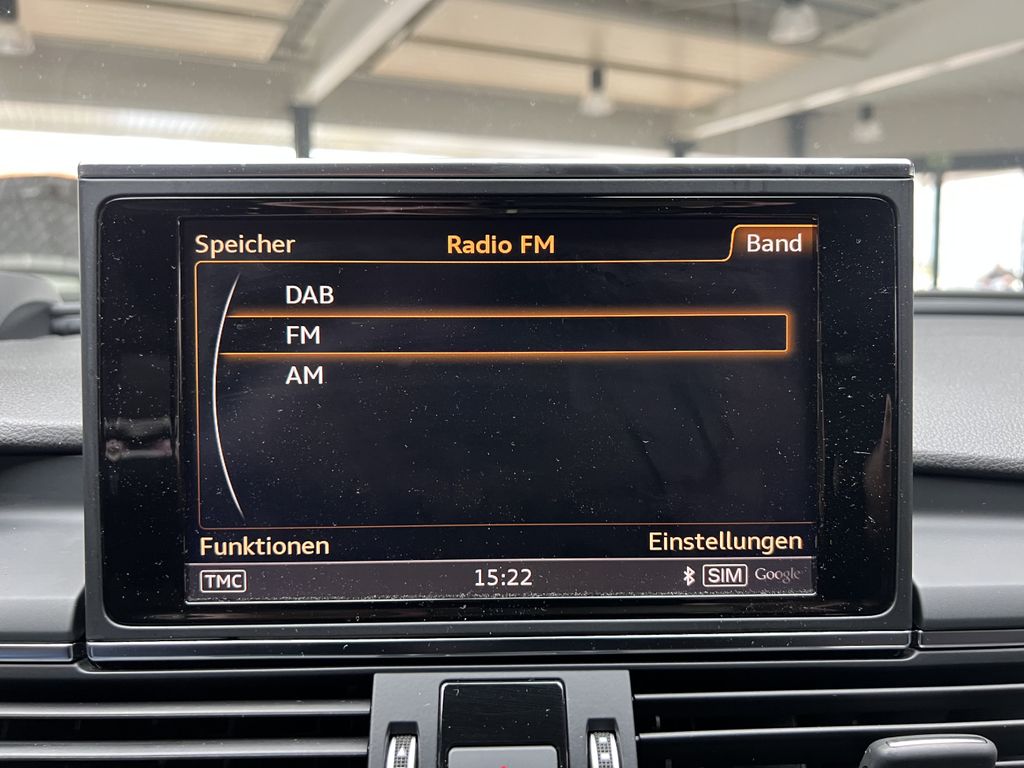 Speicher Radio FM Band
DAB
FM
AM
Funktionen Einstellungen
TMC 15:22 SIM Google